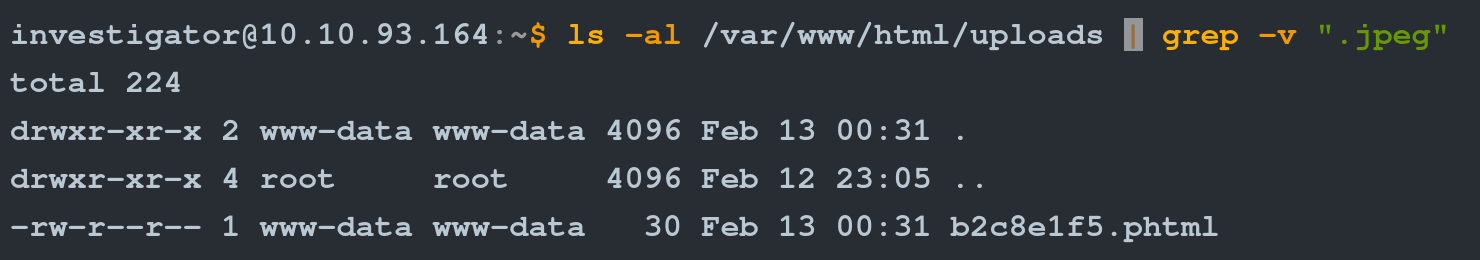 investigator@10.10.93.164:~$ ls -al /var/www/html/uploads | grep -v ".jpeg"
total 224
drwxr-xr-x 2 www-data www-data 4096 Feb 13 00:31 .
drwxr-xr-x 4 root     root     4096 Feb 12 23:05 ..
-rw-r--r-- 1 www-data www-data   30 Feb 13 00:31 b2c8e1f5.phtml